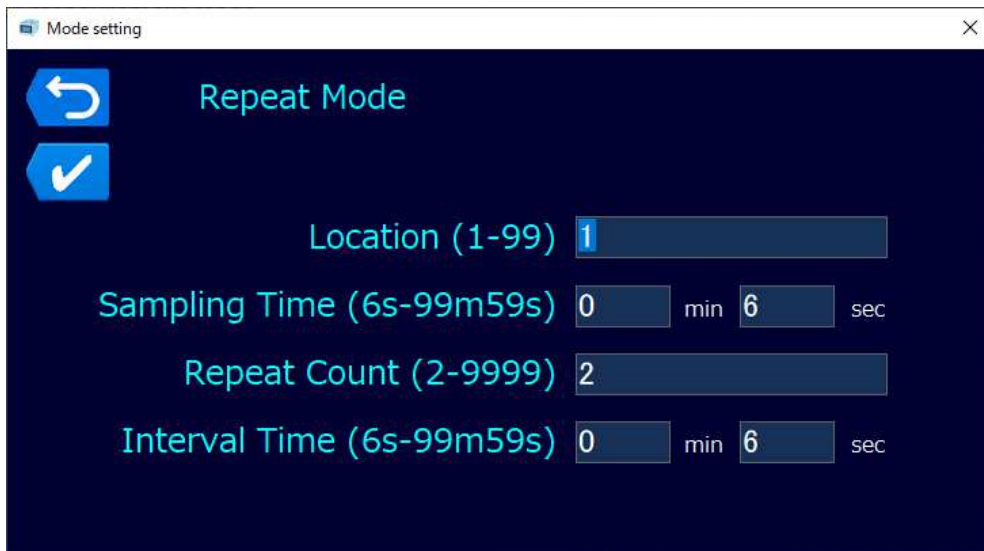 Mode setting
Repeat Mode
Location (1-99) 1
Sampling Time (6s-99m59s) 0 min 6 sec
Repeat Count (2-9999) 2
Interval Time (6s-99m59s) 0 min 6 sec